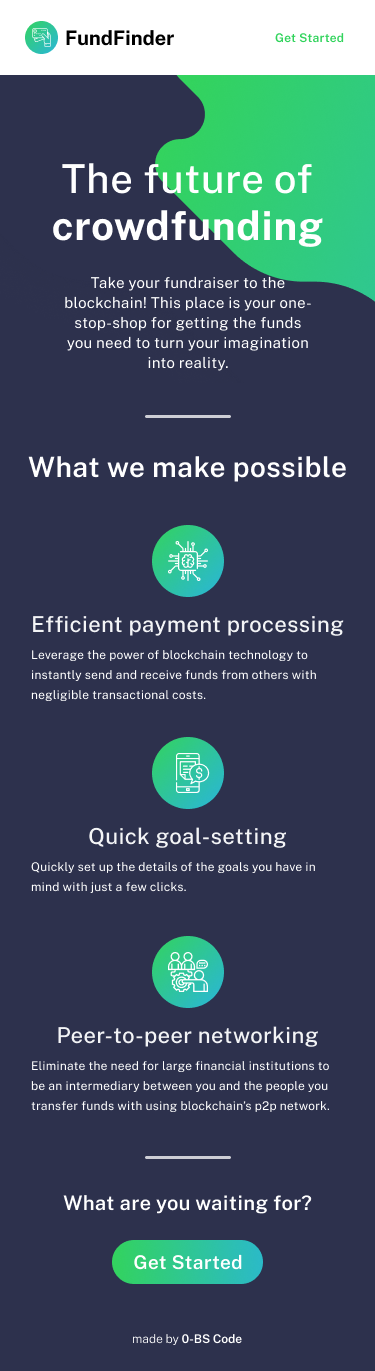 FundFinder
Get Started
The future of
crowdfunding
Take your fundraiser to the
blockchain! This place is your one-
stop-shop for getting the funds
you need to turn your imagination
into reality.
What we make possible
Efficient payment processing
Leverage the power of blockchain technology to
instantly send and receive funds from others with
negligible transactional costs.
Quick goal-setting
Quickly set up the details of the goals you have in
mind with just a few clicks.
Peer-to-peer networking
Eliminate the need for large financial institutions to
be an intermediary between you and the people you
transfer funds with using blockchain's p2p network.
What are you waiting for?
Get Started
made by 0-BS Code